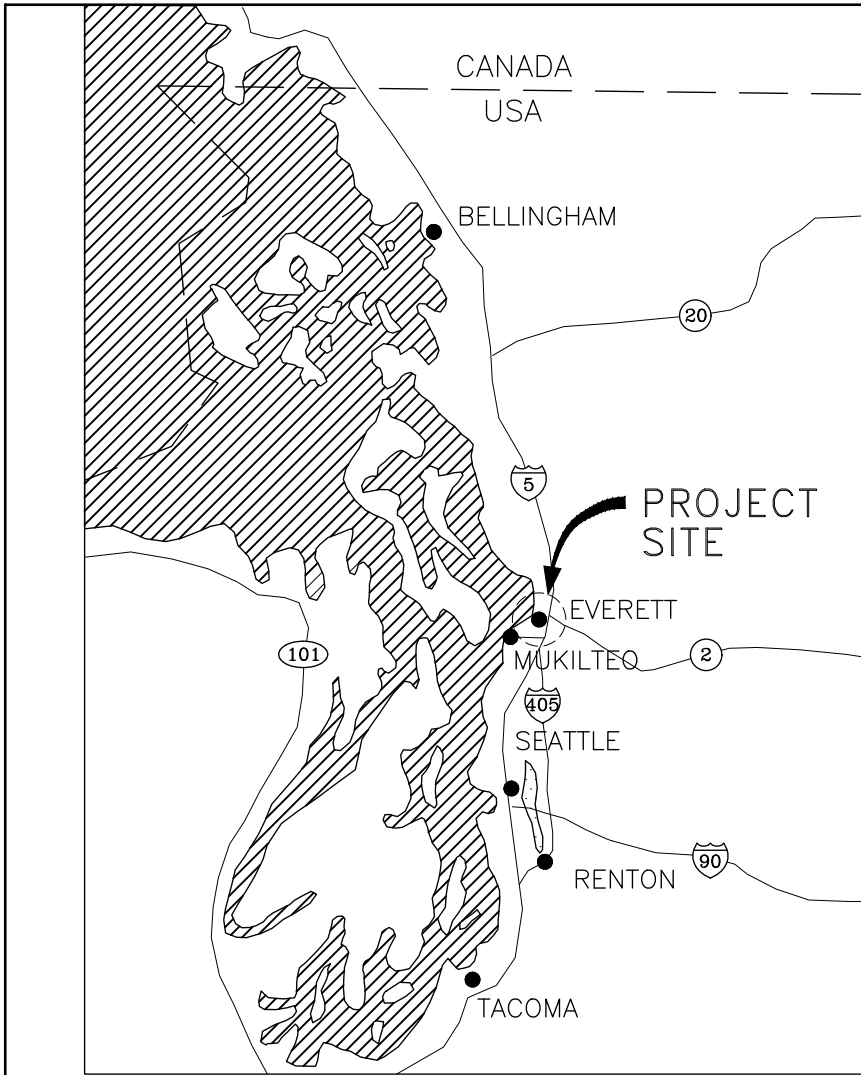 CANADA
USA
BELLINGHAM
20
5
PROJECT
SITE
EVERETT
MUKILTEO
101
2
405
SEATTLE
90
RENTON
TACOMA